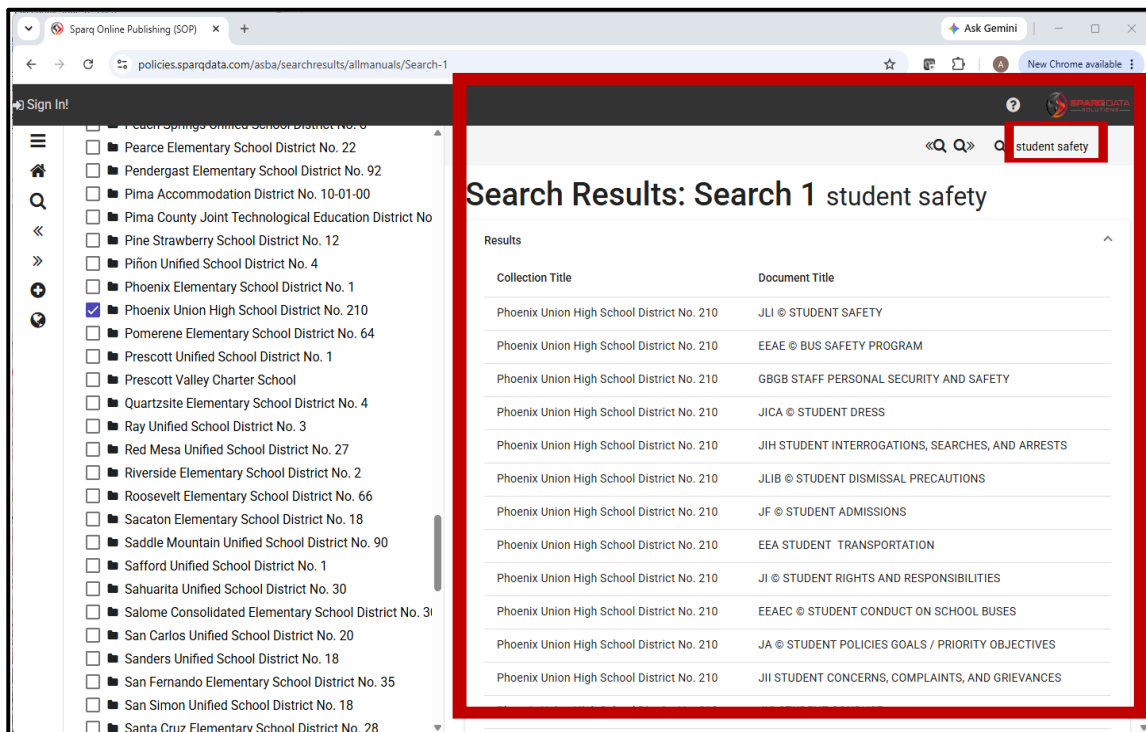 Sparq Online Publishing (SOP)
Ask Gemini
policies.sparqdata.com/asba/searchresults/allmanuals/Search-1
A
New Chrome available
Sign In!
SPARQDATA
SOLUTIONS
student safety
Peach Springs Unified School District No. 8
Pearce Elementary School District No. 22
Pendergast Elementary School District No. 92
Pima Accommodation District No. 10-01-00
Pima County Joint Technological Education District No
Pine Strawberry School District No. 12
Piñon Unified School District No. 4
Phoenix Elementary School District No. 1
Phoenix Union High School District No. 210
Pomerene Elementary School District No. 64
Prescott Unified School District No. 1
Prescott Valley Charter School
Quartzsite Elementary School District No. 4
Ray Unified School District No. 3
Red Mesa Unified School District No. 27
Riverside Elementary School District No. 2
Roosevelt Elementary School District No. 66
Sacaton Elementary School District No. 18
Saddle Mountain Unified School District No. 90
Safford Unified School District No. 1
Sahuarita Unified School District No. 30
Salome Consolidated Elementary School District No. 3
San Carlos Unified School District No. 20
Sanders Unified School District No. 18
San Fernando Elementary School District No. 35
San Simon Unified School District No. 18
Santa Cruz Elementary School District No. 28
Search Results: Search 1 student safety
Results
Collection Title Document Title
Phoenix Union High School District No. 210 JLI © STUDENT SAFETY
Phoenix Union High School District No. 210 EEAE © BUS SAFETY PROGRAM
Phoenix Union High School District No. 210 GBGB STAFF PERSONAL SECURITY AND SAFETY
Phoenix Union High School District No. 210 JICA © STUDENT DRESS
Phoenix Union High School District No. 210 JIH STUDENT INTERROGATIONS, SEARCHES, AND ARRESTS
Phoenix Union High School District No. 210 JLIB © STUDENT DISMISSAL PRECAUTIONS
Phoenix Union High School District No. 210 JF © STUDENT ADMISSIONS
Phoenix Union High School District No. 210 EEA STUDENT TRANSPORTATION
Phoenix Union High School District No. 210 JI © STUDENT RIGHTS AND RESPONSIBILITIES
Phoenix Union High School District No. 210 EEAEC © STUDENT CONDUCT ON SCHOOL BUSES
Phoenix Union High School District No. 210 JA © STUDENT POLICIES GOALS / PRIORITY OBJECTIVES
Phoenix Union High School District No. 210 JII STUDENT CONCERNS, COMPLAINTS, AND GRIEVANCES